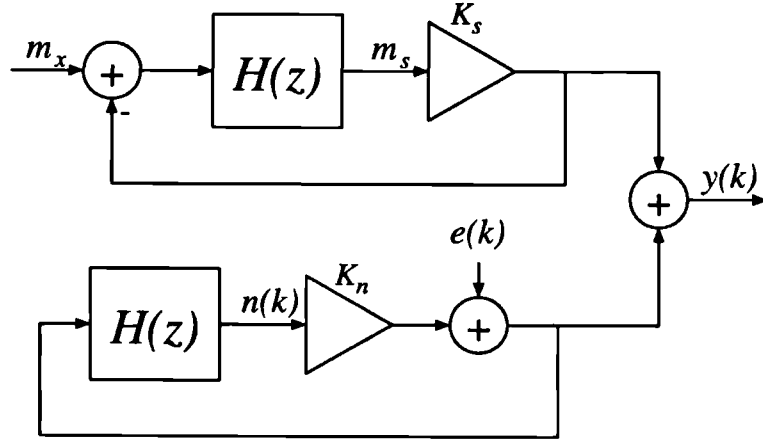 K_s
m_x + H(z) m_s
-
+ y(k)
e(k)
K_n
H(z) n(k) +